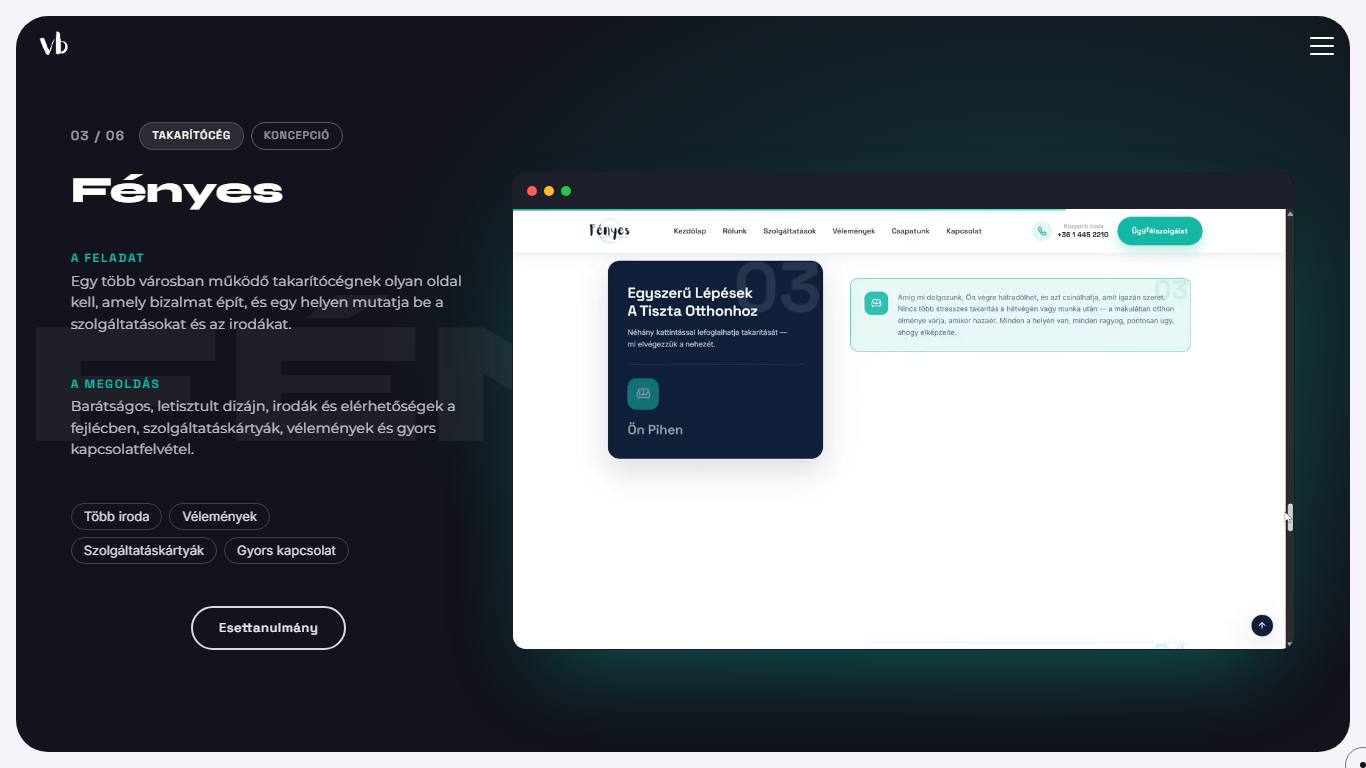 vb
03 / 06
TAKARÍTÓCÉG
KONCEPCIÓ
Fényes
A FELADAT
Egy több városban működő takarítócégnek olyan oldal
kell, amely bizalmat épít, és egy helyen mutatja be a
szolgáltatásokat és az irodákat.
FÉN
A MEGOLDÁS
Barátságos, letisztult dizájn, irodák és elérhetőségek a
fejlécben, szolgáltatáskártyák, vélemények és gyors
kapcsolatfelvétel.
Több iroda
Vélemények
Szolgáltatáskártyák
Gyors kapcsolat
Esettanulmány
Fényes
Kezdőlap
Rólunk
Szolgáltatások
Vélemények
Csapatunk
Kapcsolat
Központi iroda
+36 1 445 2210
Ügyfélszolgálat
03
Egyszerű Lépések
A Tiszta Otthonhoz
Néhány kattintással lefoglalhatja takarítását —
mi elvégezzük a nehezét.
Ön Pihen
03
Amíg mi dolgozunk, Ön végre hátradőlhet, és azt csinálhatja, amit igazán szeret.
Nincs több stresszes takarítás a hétvégén vagy munka után — a makulátlan otthon
élménye várja, amikor hazaér. Minden a helyén van, minden ragyog, pontosan úgy,
ahogy elképzelte.